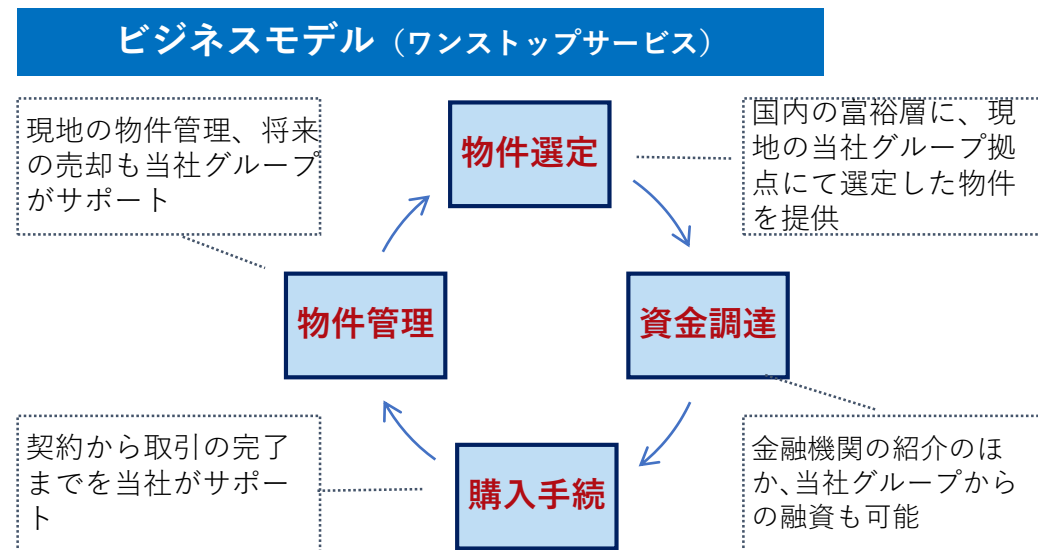 ビジネスモデル（ワンストップサービス）
現地の物件管理、将来
の売却も当社グループ
がサポート
物件選定
国内の富裕層に、現
地の当社グループ拠
点にて選定した物件
を提供
物件管理
資金調達
契約から取引の完了
までを当社がサポー
ト
購入手続
金融機関の紹介のほ
か、当社グループから
の融資も可能